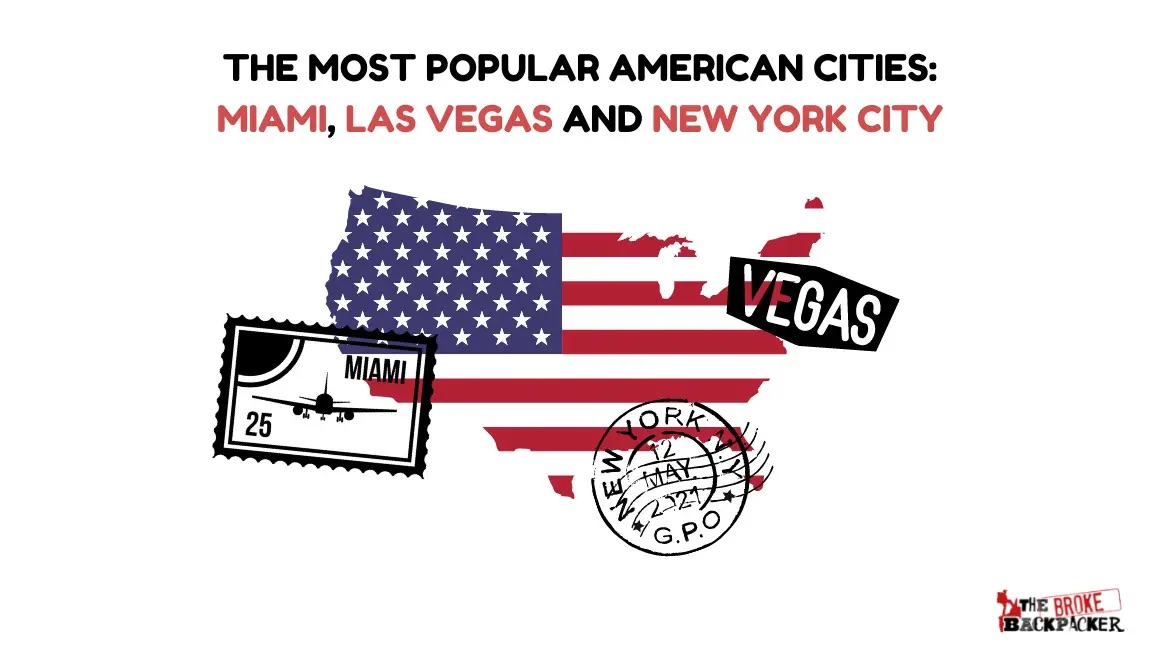 THE MOST POPULAR AMERICAN CITIES:
MIAMI, LAS VEGAS AND NEW YORK CITY
VEGAS
MIAMI
25
NEW YORK N.Y
12
MAY.
2021
G.P.O
THE BROKE
BACKPACKER